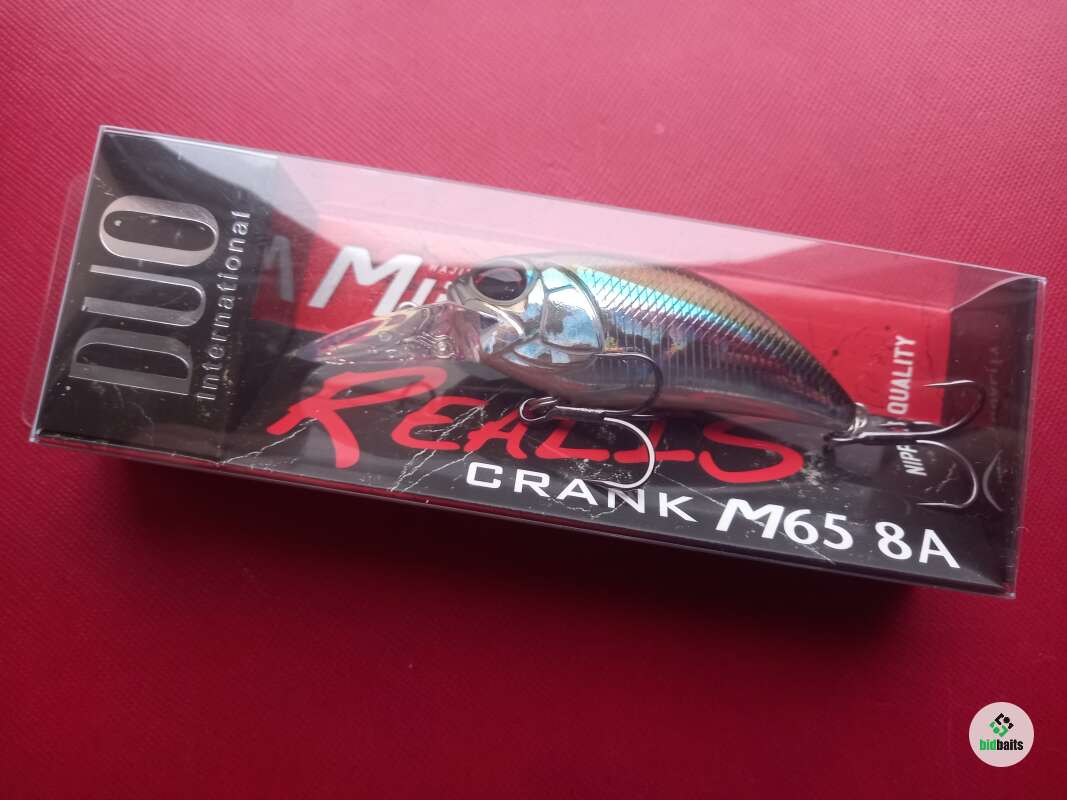 DUO
international
REALIS
CRANK M65 8A
QUALITY
bidbaits